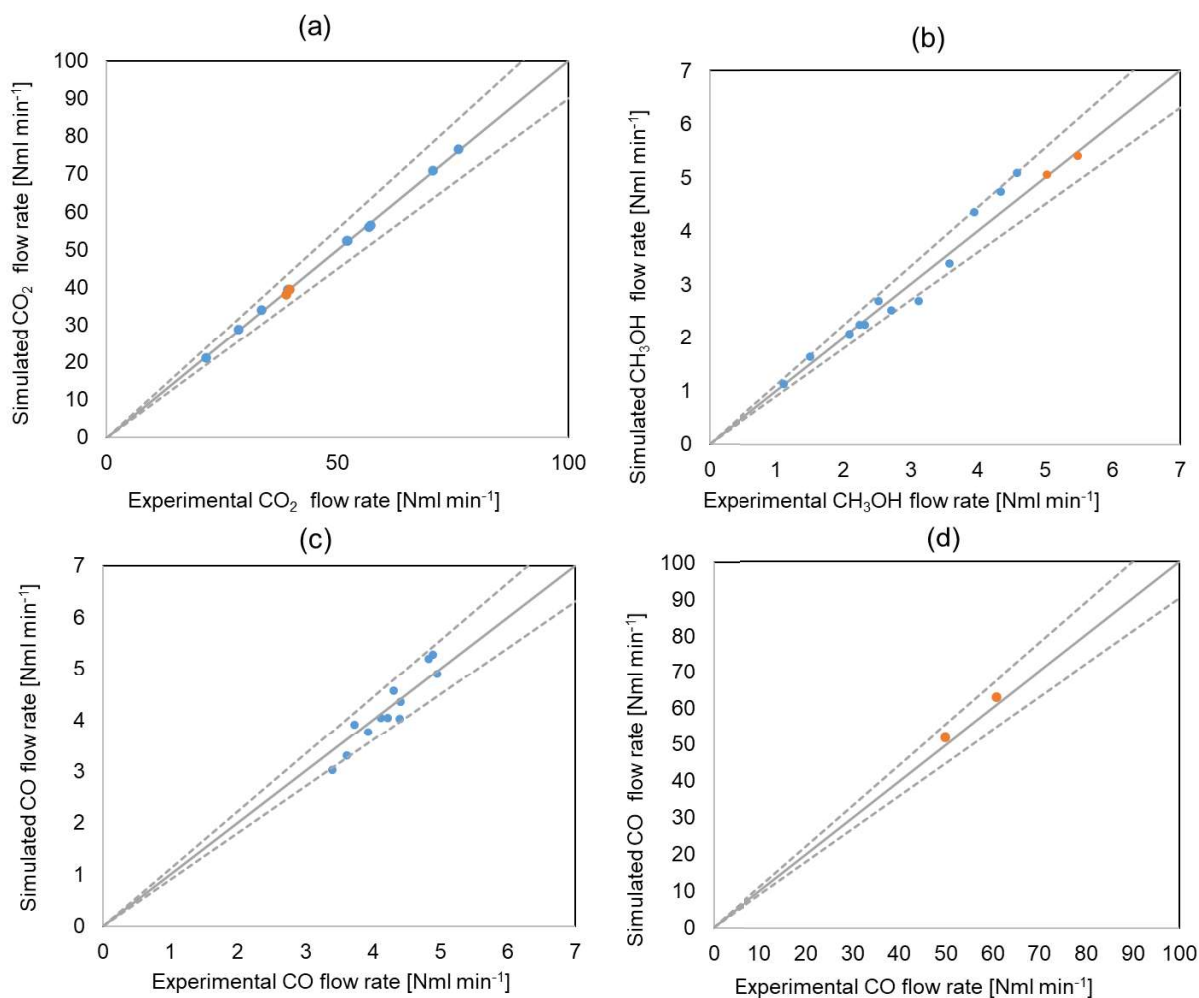 (a)
Simulated CO₂ flow rate [Nml min⁻¹]
100
90
80
70
60
50
40
30
20
10
0
0 50 100
Experimental CO₂ flow rate [Nml min⁻¹]
(b)
Simulated CH₃OH flow rate [Nml min⁻¹]
7
6
5
4
3
2
1
0
0 1 2 3 4 5 6 7
Experimental CH₃OH flow rate [Nml min⁻¹]
(c)
Simulated CO flow rate [Nml min⁻¹]
7
6
5
4
3
2
1
0
0 1 2 3 4 5 6 7
Experimental CO flow rate [Nml min⁻¹]
(d)
Simulated CO flow rate [Nml min⁻¹]
100
90
80
70
60
50
40
30
20
10
0
0 10 20 30 40 50 60 70 80 90 100
Experimental CO flow rate [Nml min⁻¹]